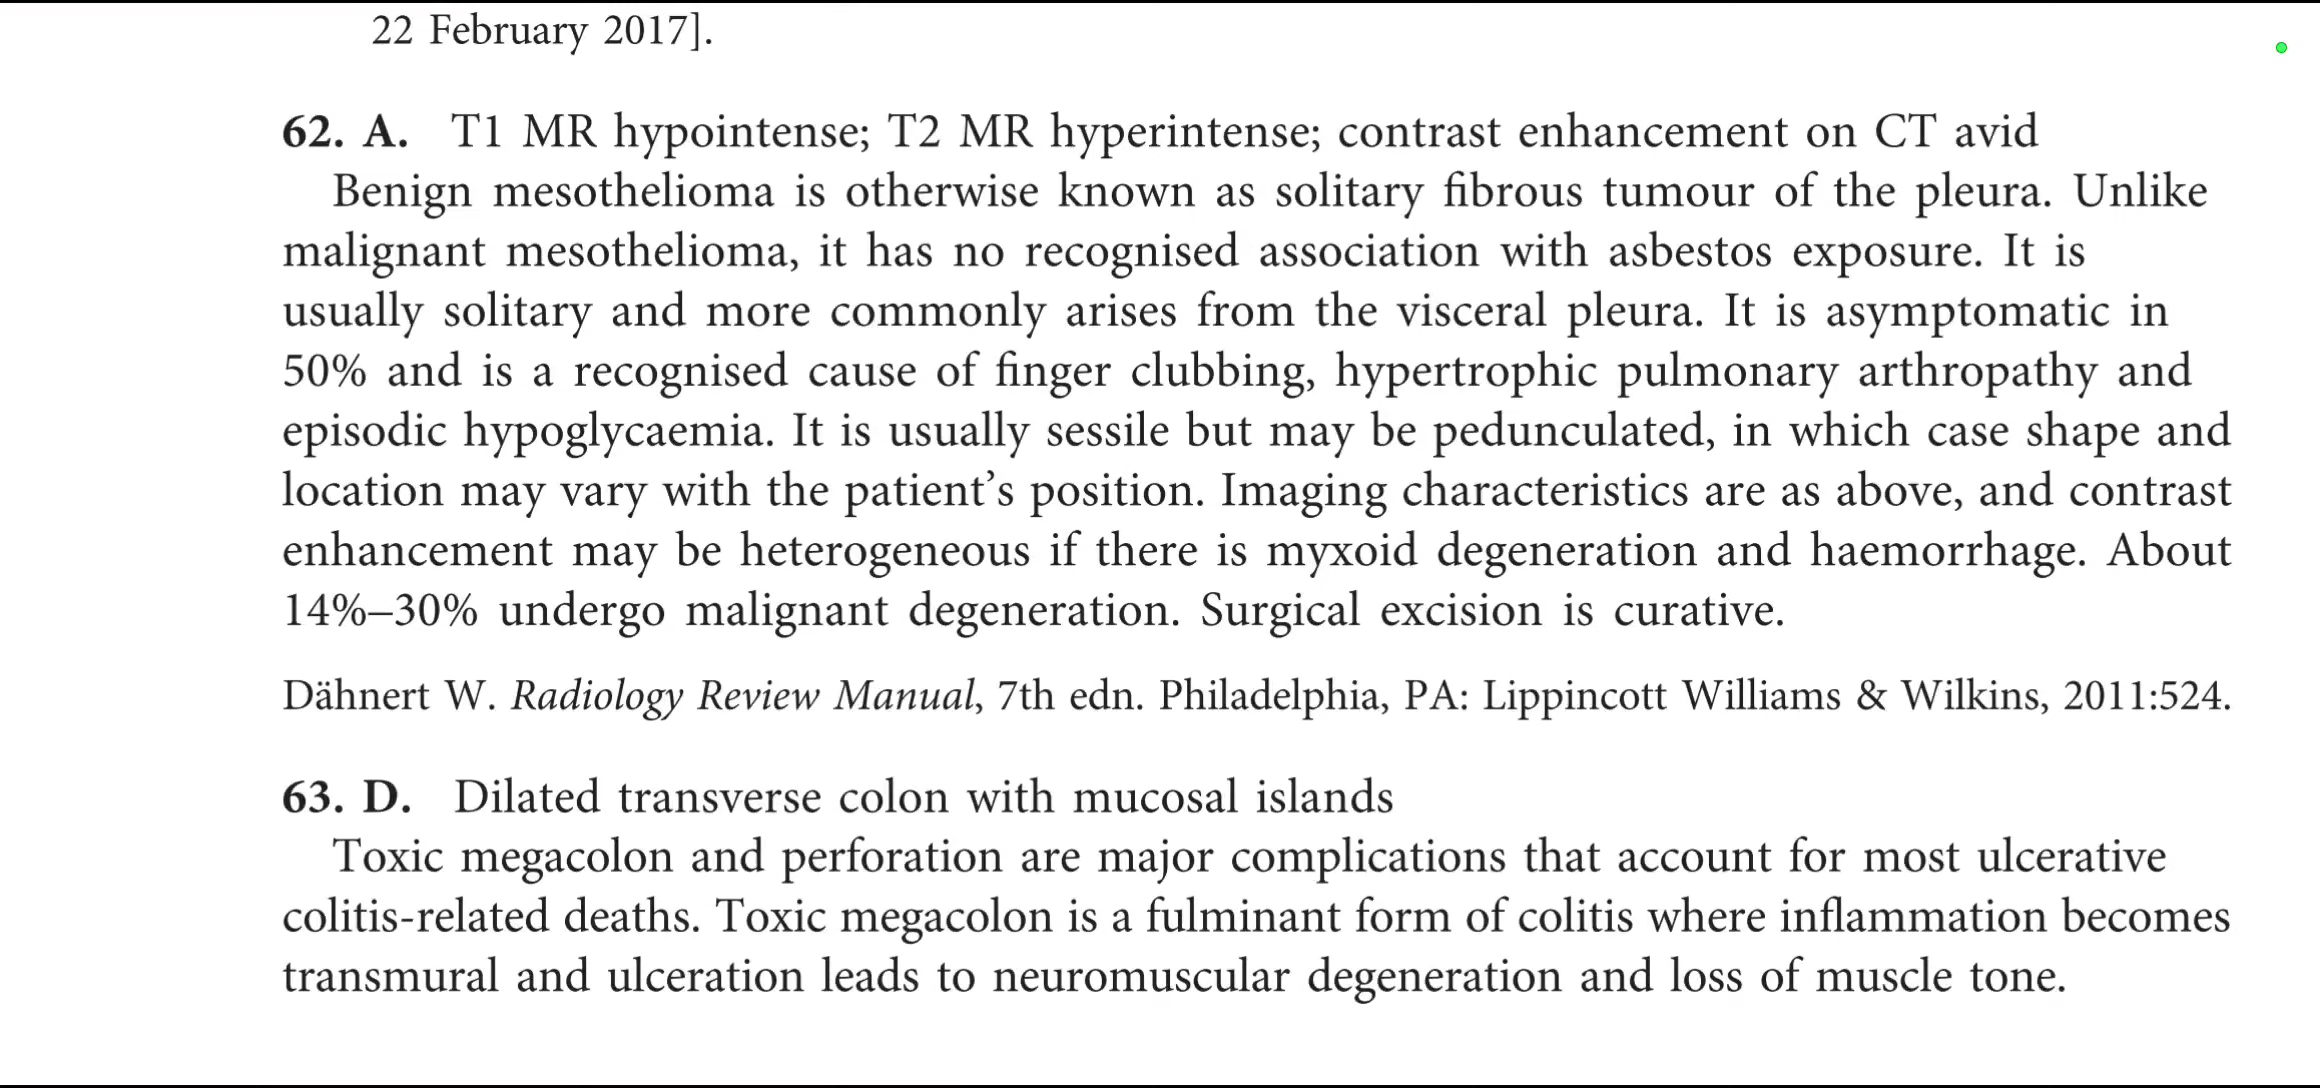 22 February 2017].
62. A. T1 MR hypointense; T2 MR hyperintense; contrast enhancement on CT avid
Benign mesothelioma is otherwise known as solitary fibrous tumour of the pleura. Unlike
malignant mesothelioma, it has no recognised association with asbestos exposure. It is
usually solitary and more commonly arises from the visceral pleura. It is asymptomatic in
50% and is a recognised cause of finger clubbing, hypertrophic pulmonary arthropathy and
episodic hypoglycaemia. It is usually sessile but may be pedunculated, in which case shape and
location may vary with the patient’s position. Imaging characteristics are as above, and contrast
enhancement may be heterogeneous if there is myxoid degeneration and haemorrhage. About
14%–30% undergo malignant degeneration. Surgical excision is curative.
Dähnert W. Radiology Review Manual, 7th edn. Philadelphia, PA: Lippincott Williams & Wilkins, 2011:524.
63. D. Dilated transverse colon with mucosal islands
Toxic megacolon and perforation are major complications that account for most ulcerative
colitis-related deaths. Toxic megacolon is a fulminant form of colitis where inflammation becomes
transmural and ulceration leads to neuromuscular degeneration and loss of muscle tone.